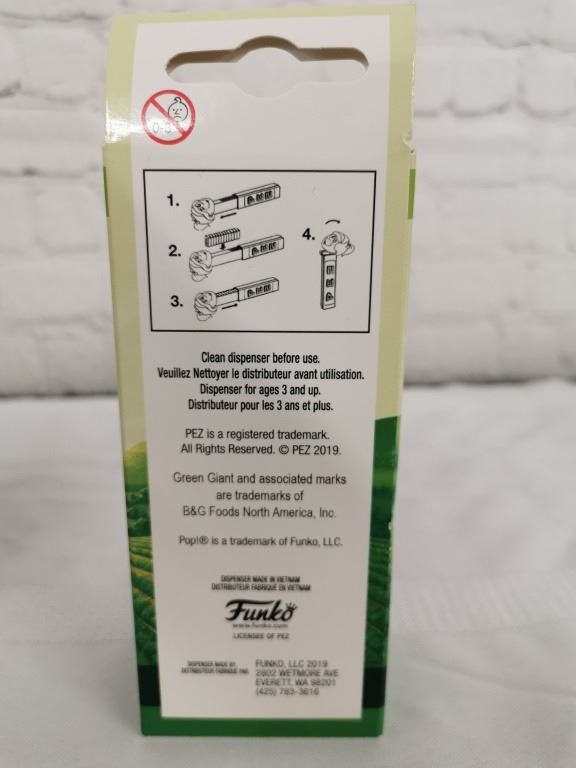 0-3
1.
2.
3.
4.
PEZ
PEZ
PEZ
PEZ
Clean dispenser before use.
Veuillez Nettoyer le distributeur avant utilisation.
Dispenser for ages 3 and up.
Distributeur pour les 3 ans et plus.
PEZ is a registered trademark.
All Rights Reserved. © PEZ 2019.
Green Giant and associated marks
are trademarks of
B&G Foods North America, Inc.
Pop!® is a trademark of Funko, LLC.
DISPENSER MADE IN VIETNAM
DISTRIBUTEUR FABRIQUÉ EN VIETNAM
Funko
www.funko.com
LICENSEE OF PEZ
DISPENSER MADE BY
DISTRIBUTEUR FABRIQUÉ PAR
FUNKO, LLC 2019
2802 WETMORE AVE
EVERETT, WA 98201
(425) 783-3616